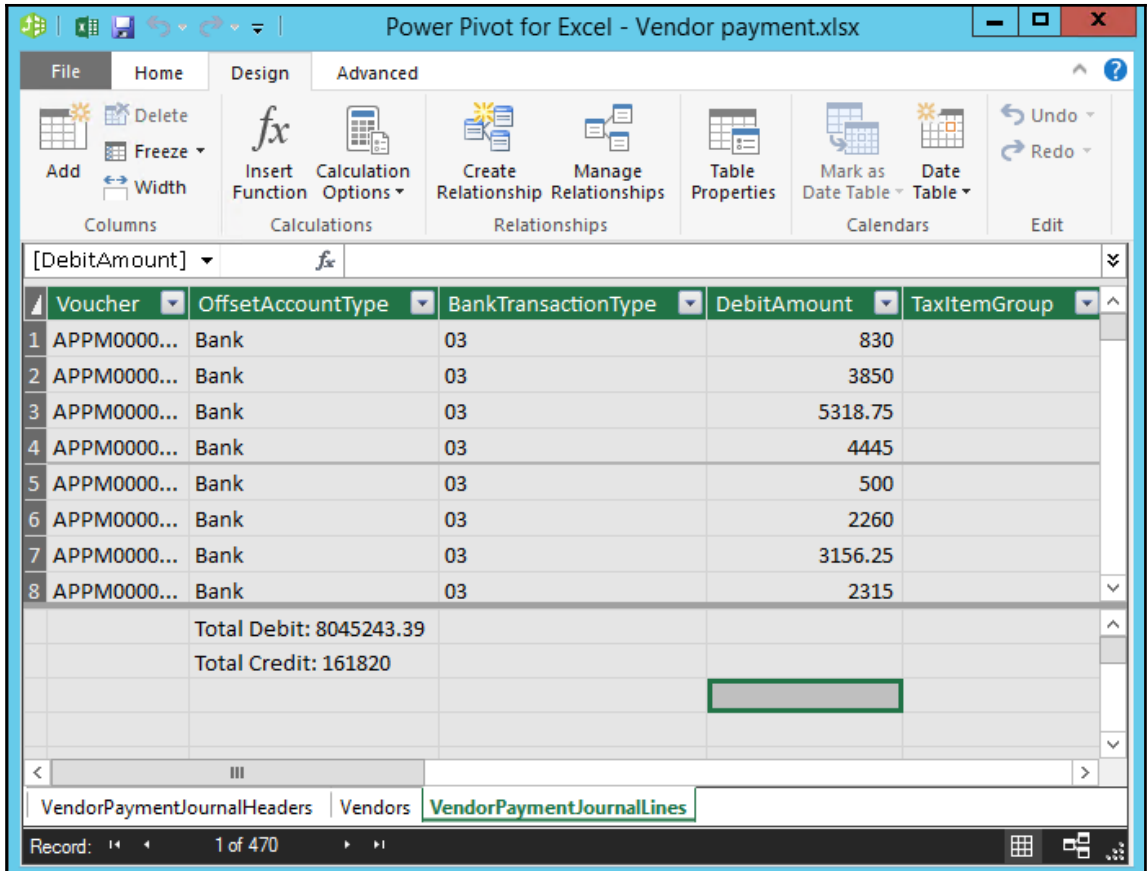 Power Pivot for Excel - Vendor payment.xlsx
File Home Design Advanced
Add
Delete
Freeze
Width
Columns
fx
Insert Function
Calculation Options
Calculations
Create Relationship
Manage Relationships
Relationships
Table Properties
Mark as Date Table
Date Table
Calendars
Undo
Redo
Edit
[DebitAmount] fx
Voucher OffsetAccountType BankTransactionType DebitAmount TaxItemGroup
1 APPM0000... Bank 03 830
2 APPM0000... Bank 03 3850
3 APPM0000... Bank 03 5318.75
4 APPM0000... Bank 03 4445
5 APPM0000... Bank 03 500
6 APPM0000... Bank 03 2260
7 APPM0000... Bank 03 3156.25
8 APPM0000... Bank 03 2315
Total Debit: 8045243.39
Total Credit: 161820
VendorPaymentJournalHeaders Vendors VendorPaymentJournalLines
Record: 1 of 470